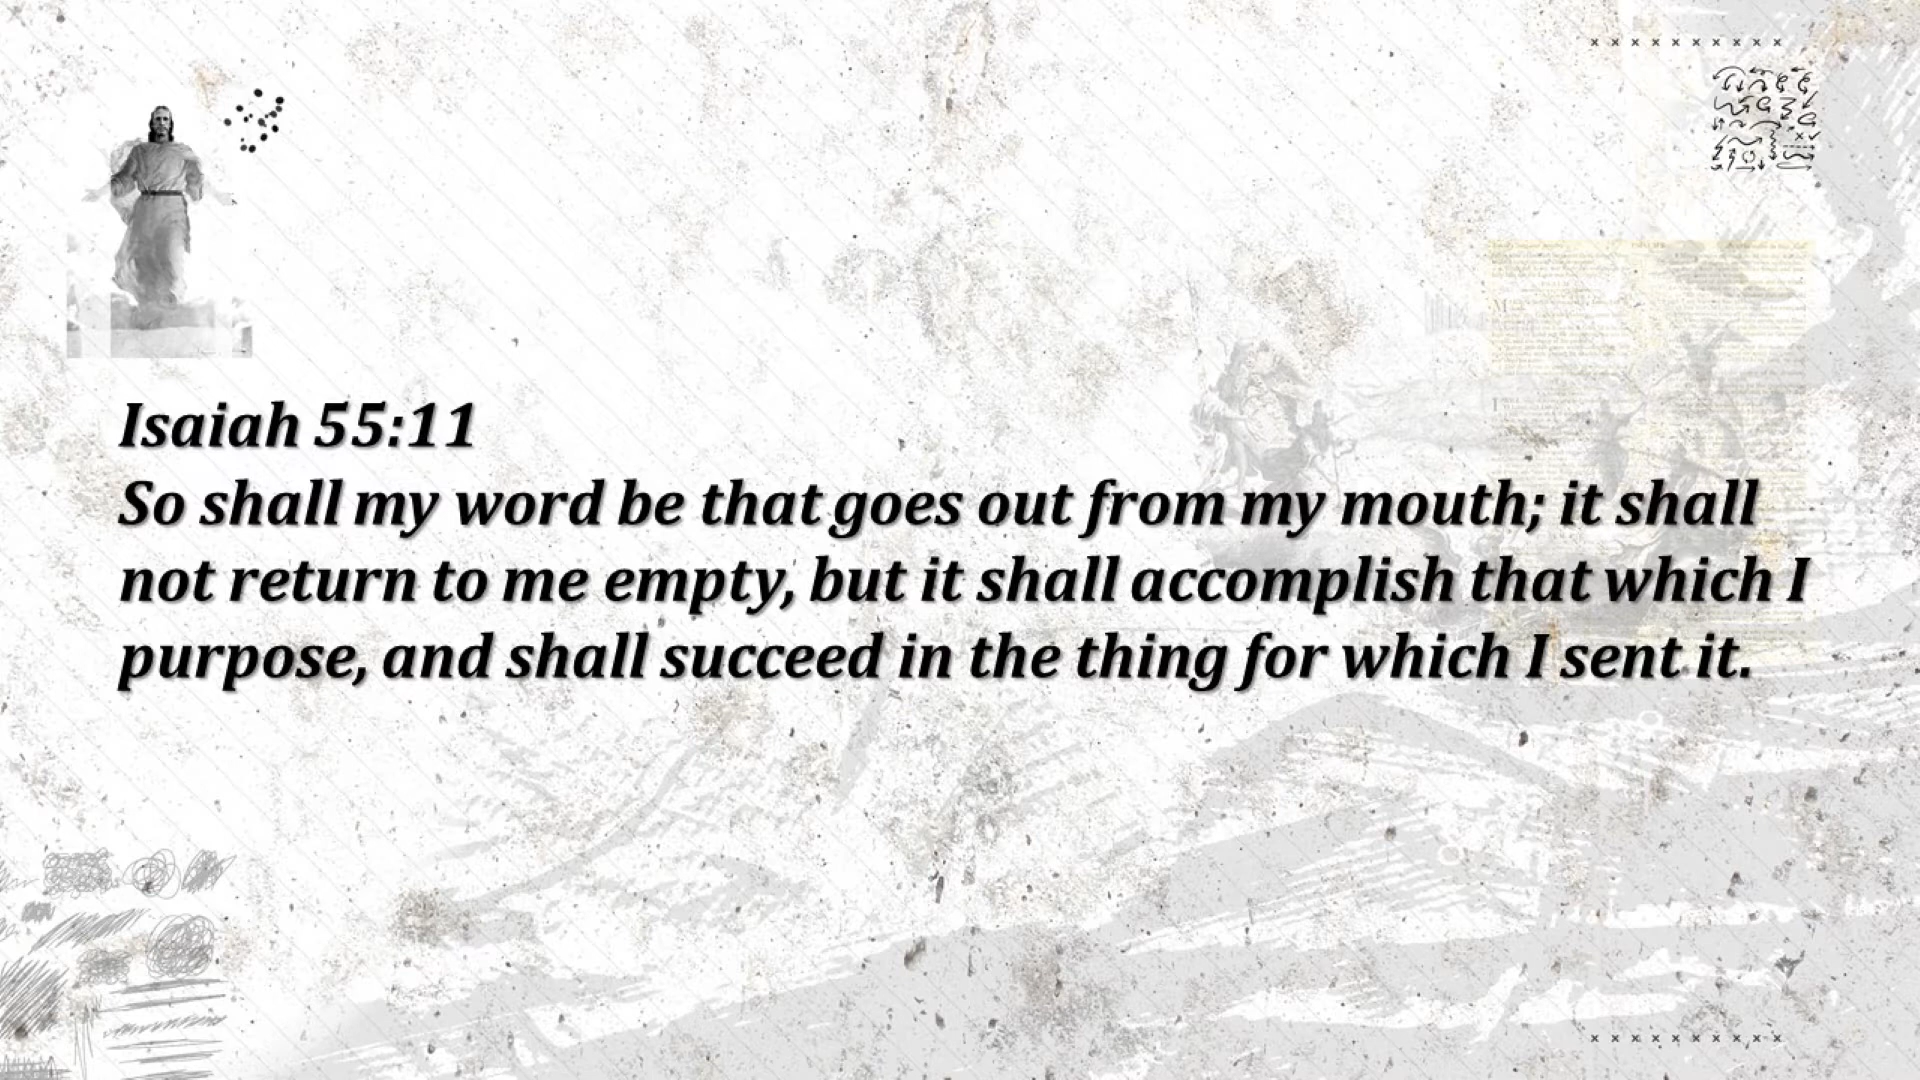 Isaiah 55:11
So shall my word be that goes out from my mouth; it shall
not return to me empty, but it shall accomplish that which I
purpose, and shall succeed in the thing for which I sent it.